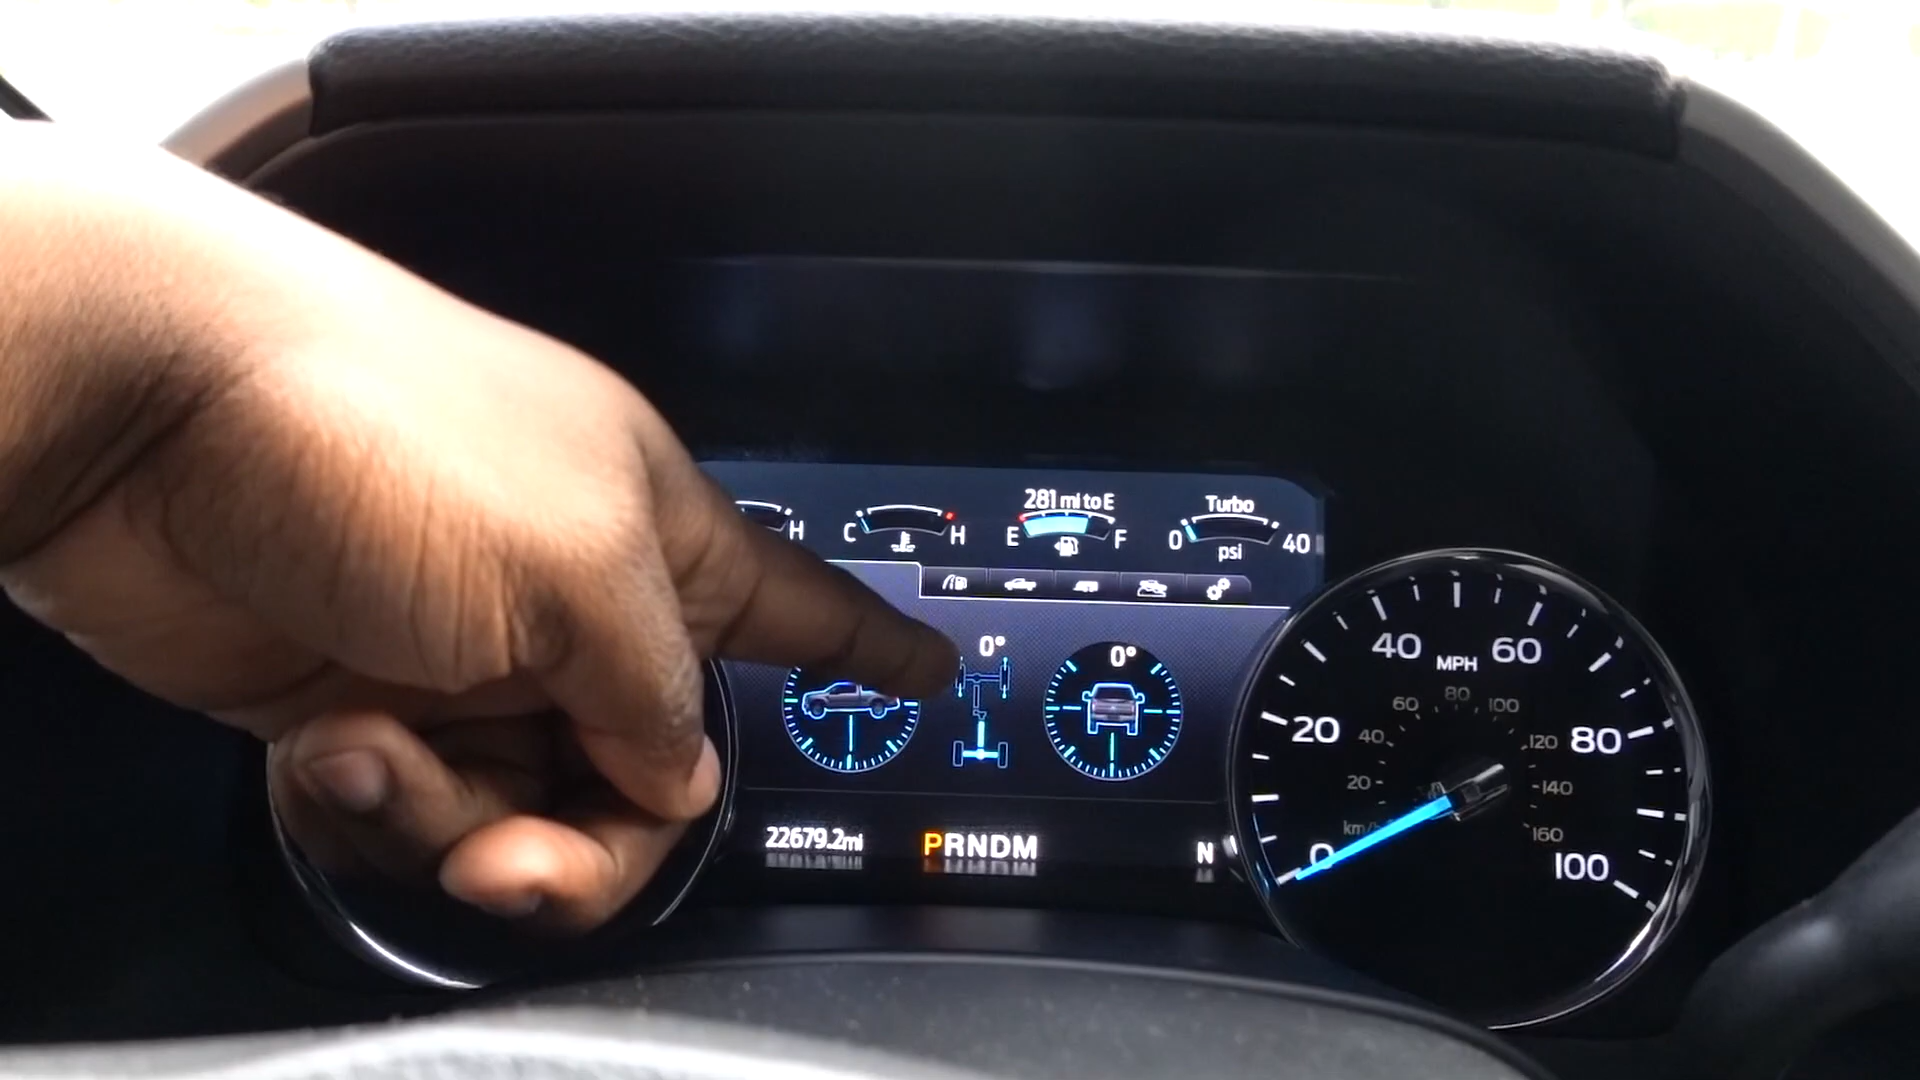 281 mi to E
Turbo
H
C H
E F
0 psi 40
0°
0°
22679.2mi
PRNDM
N
40 MPH 60
20 80
0 100
60 80 100
40 120
20 140
km/h 160